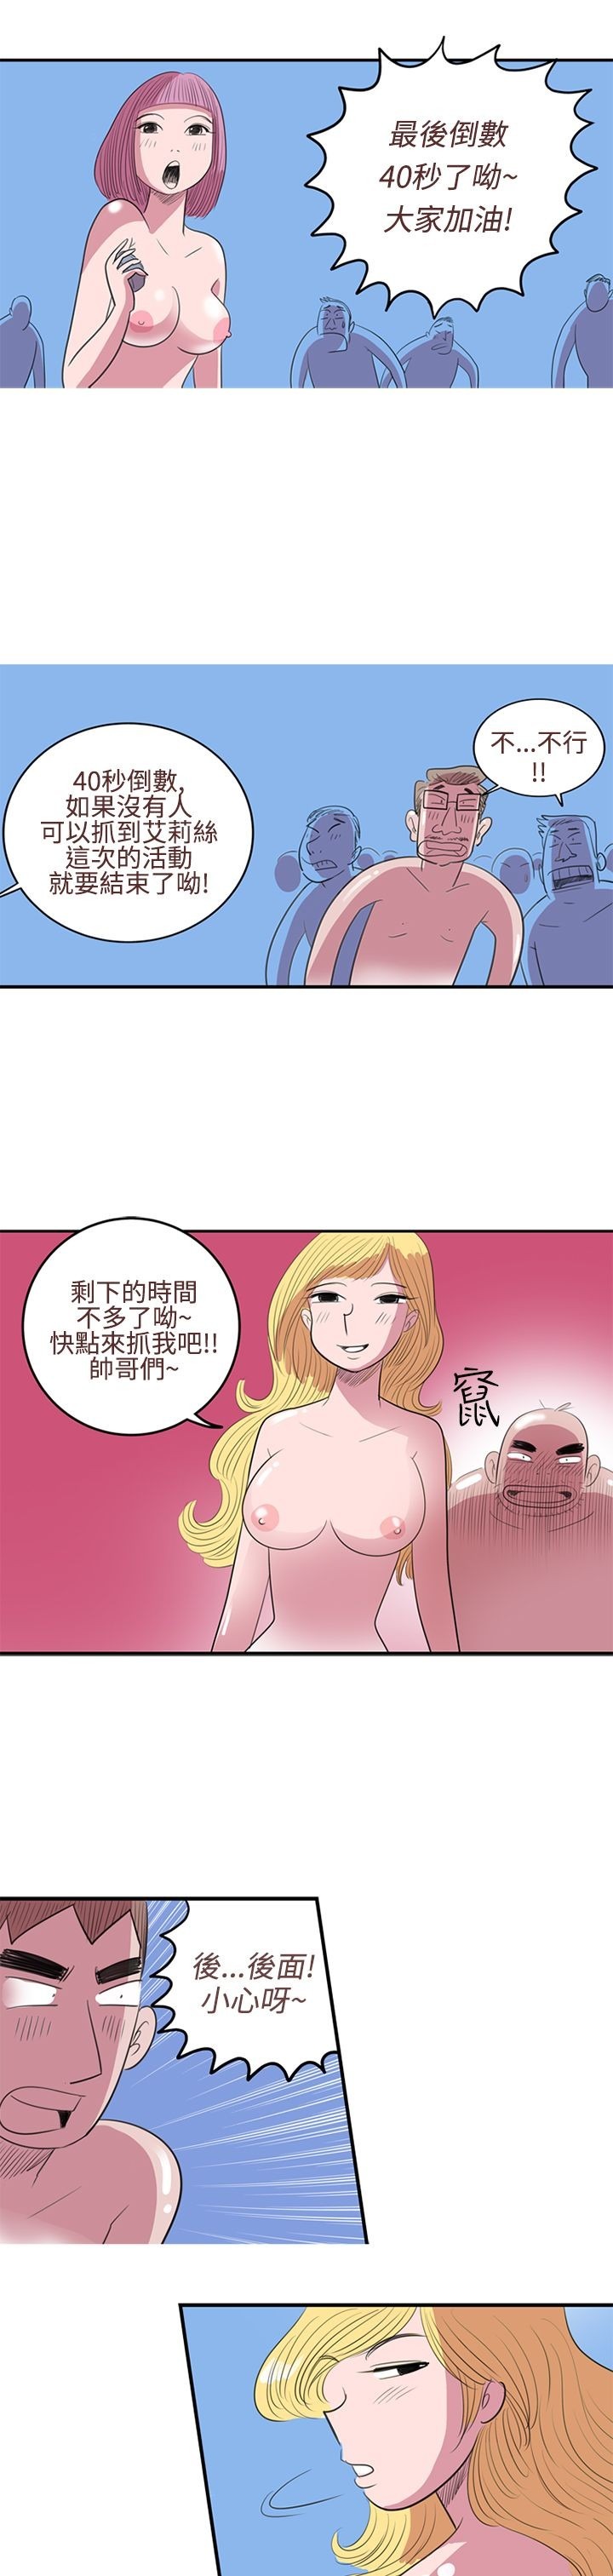 最後倒數
40秒了呦~
大家加油!
不...不行
!!
40秒倒數,
如果沒有人
可以抓到艾莉絲
這次的活動
就要結束了呦!
剩下的時間
不多了呦~
快點來抓我吧!!
帥哥們~
竄
後...後面!
小心呀~